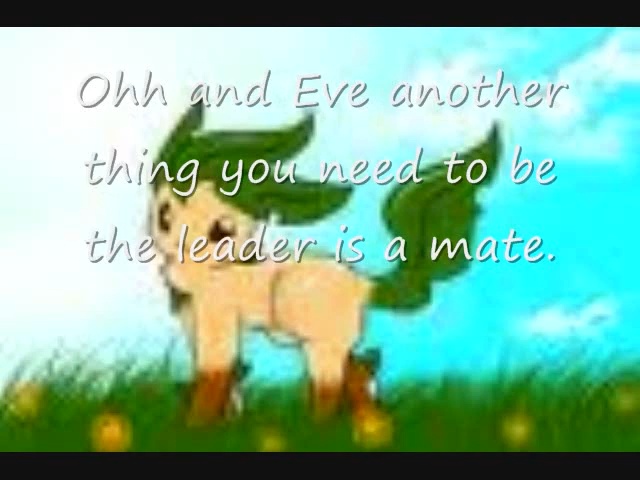 Ohh and Eve another
thing you need to be
the leader is a mate.